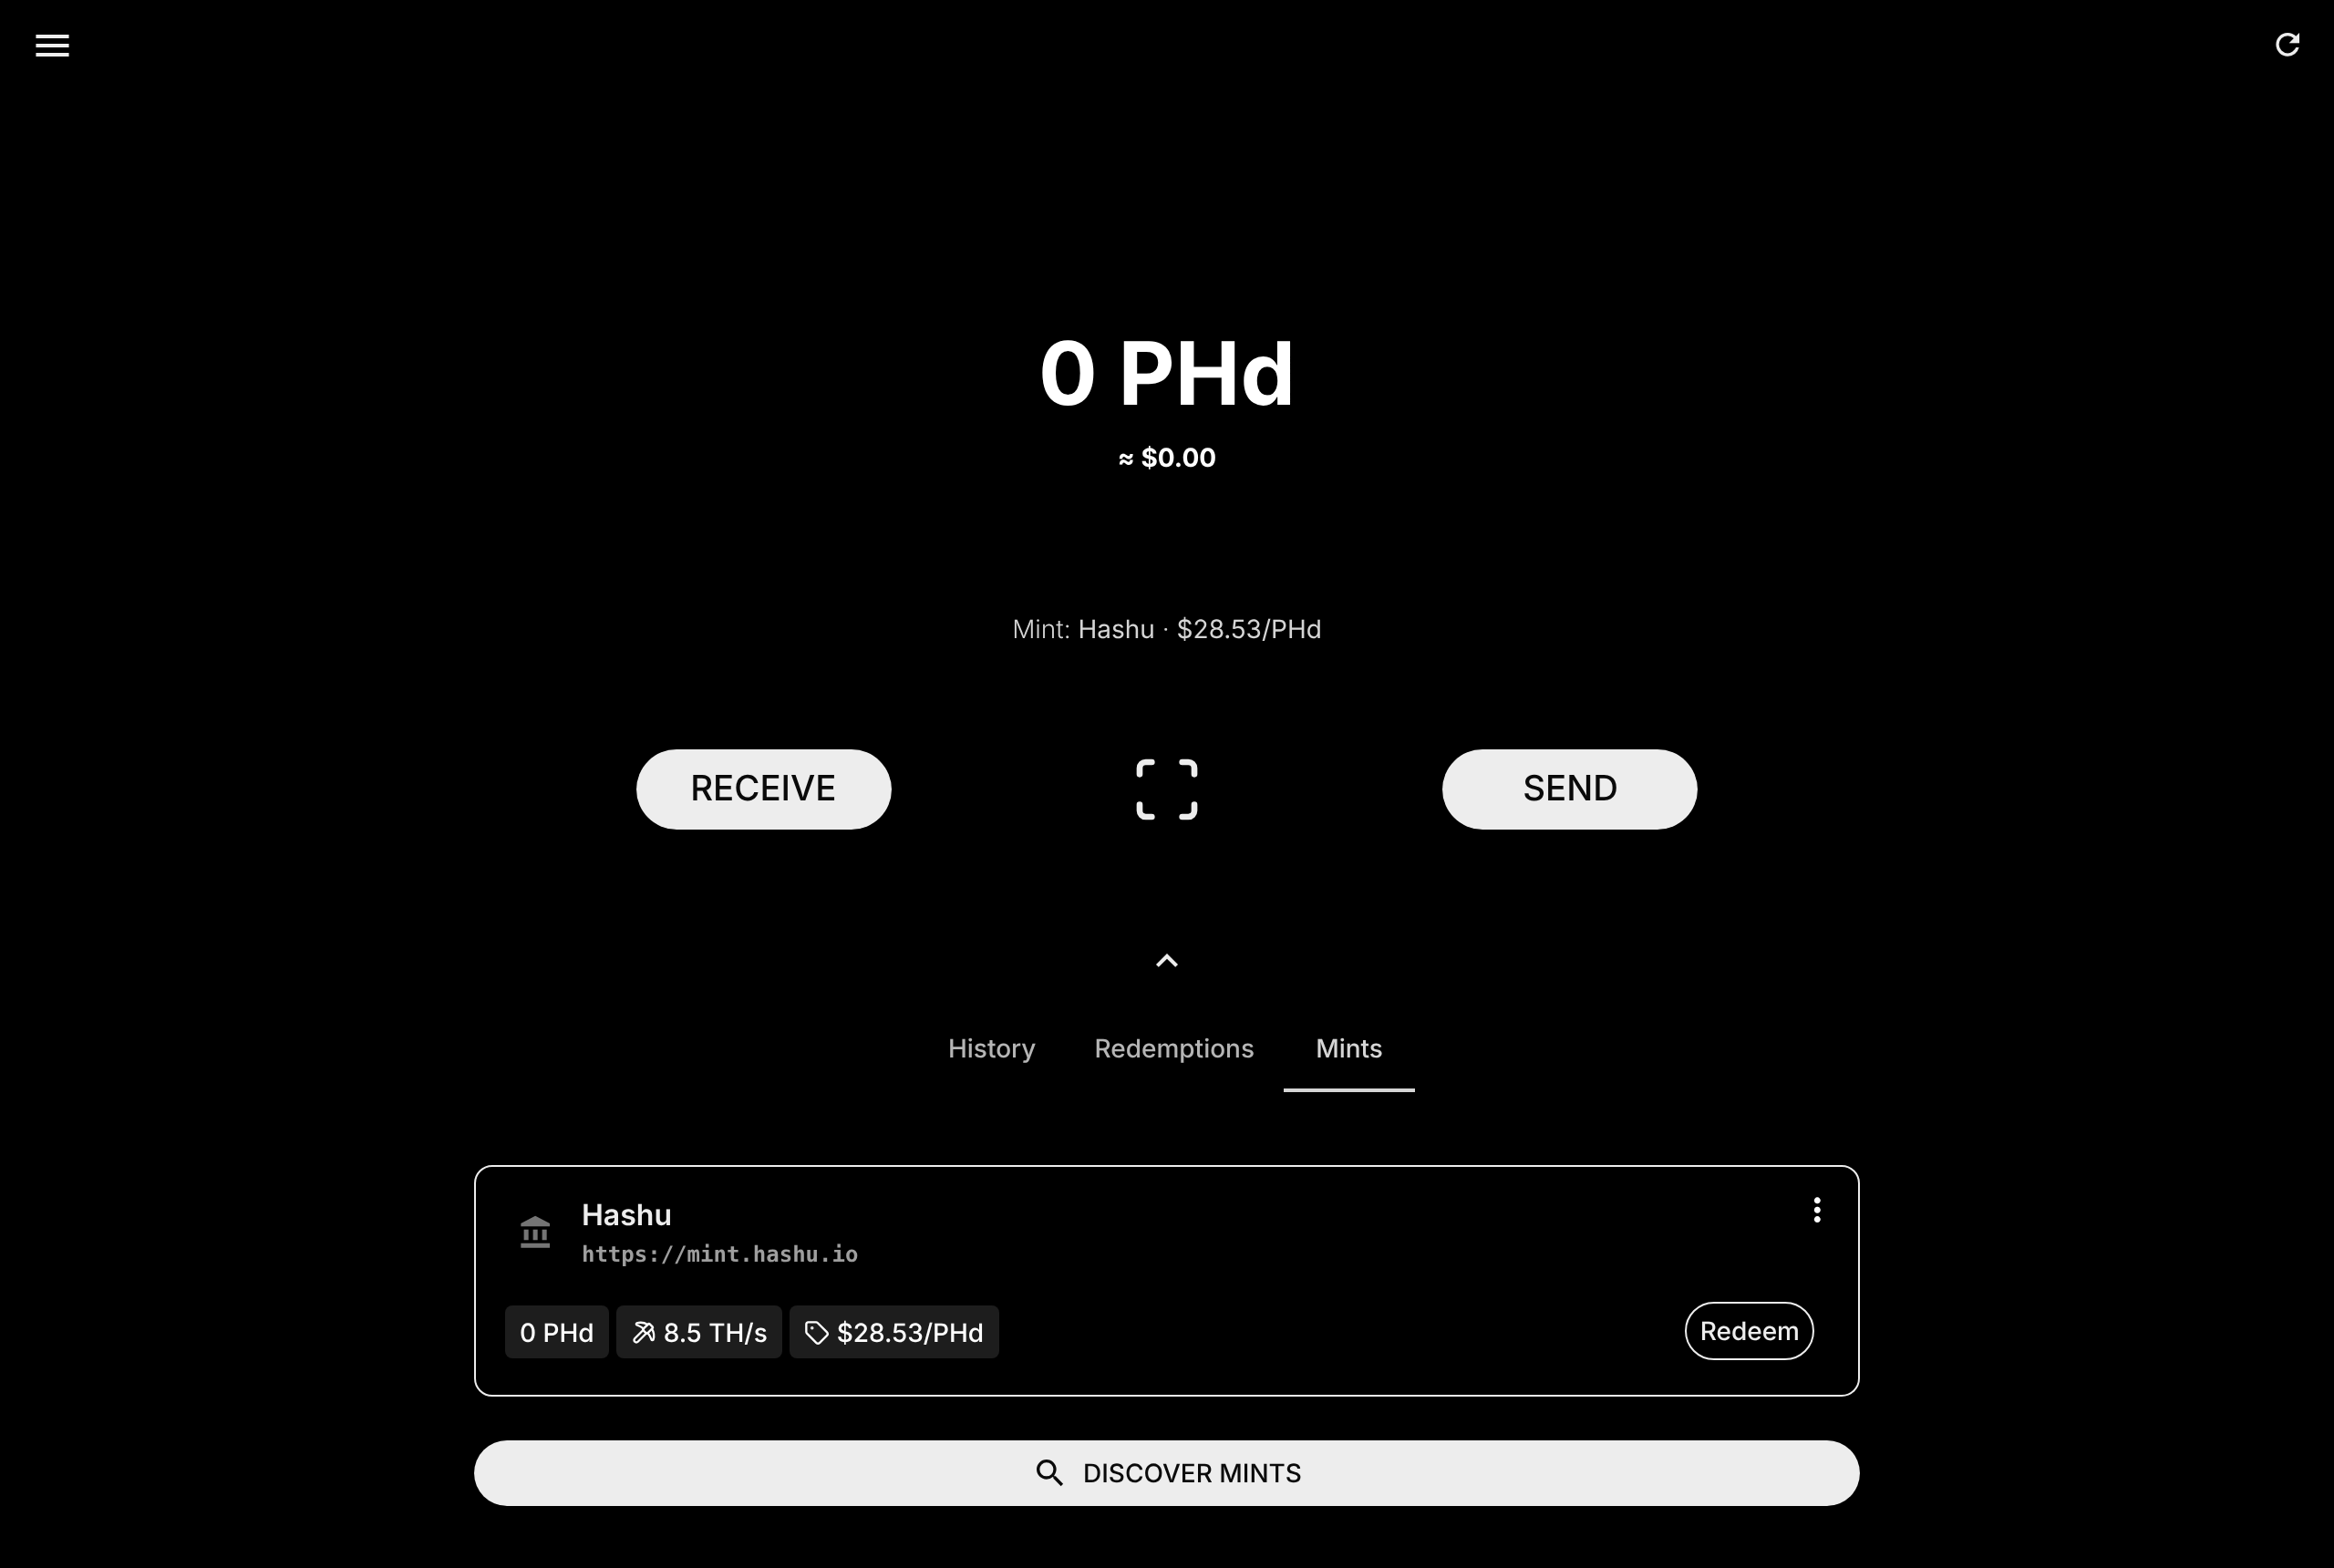 0 PHd
≈ $0.00
Mint: Hashu · $28.53/PHd
RECEIVE
SEND
History
Redemptions
Mints
Hashu
https://mint.hashu.io
0 PHd
8.5 TH/s
$28.53/PHd
Redeem
DISCOVER MINTS